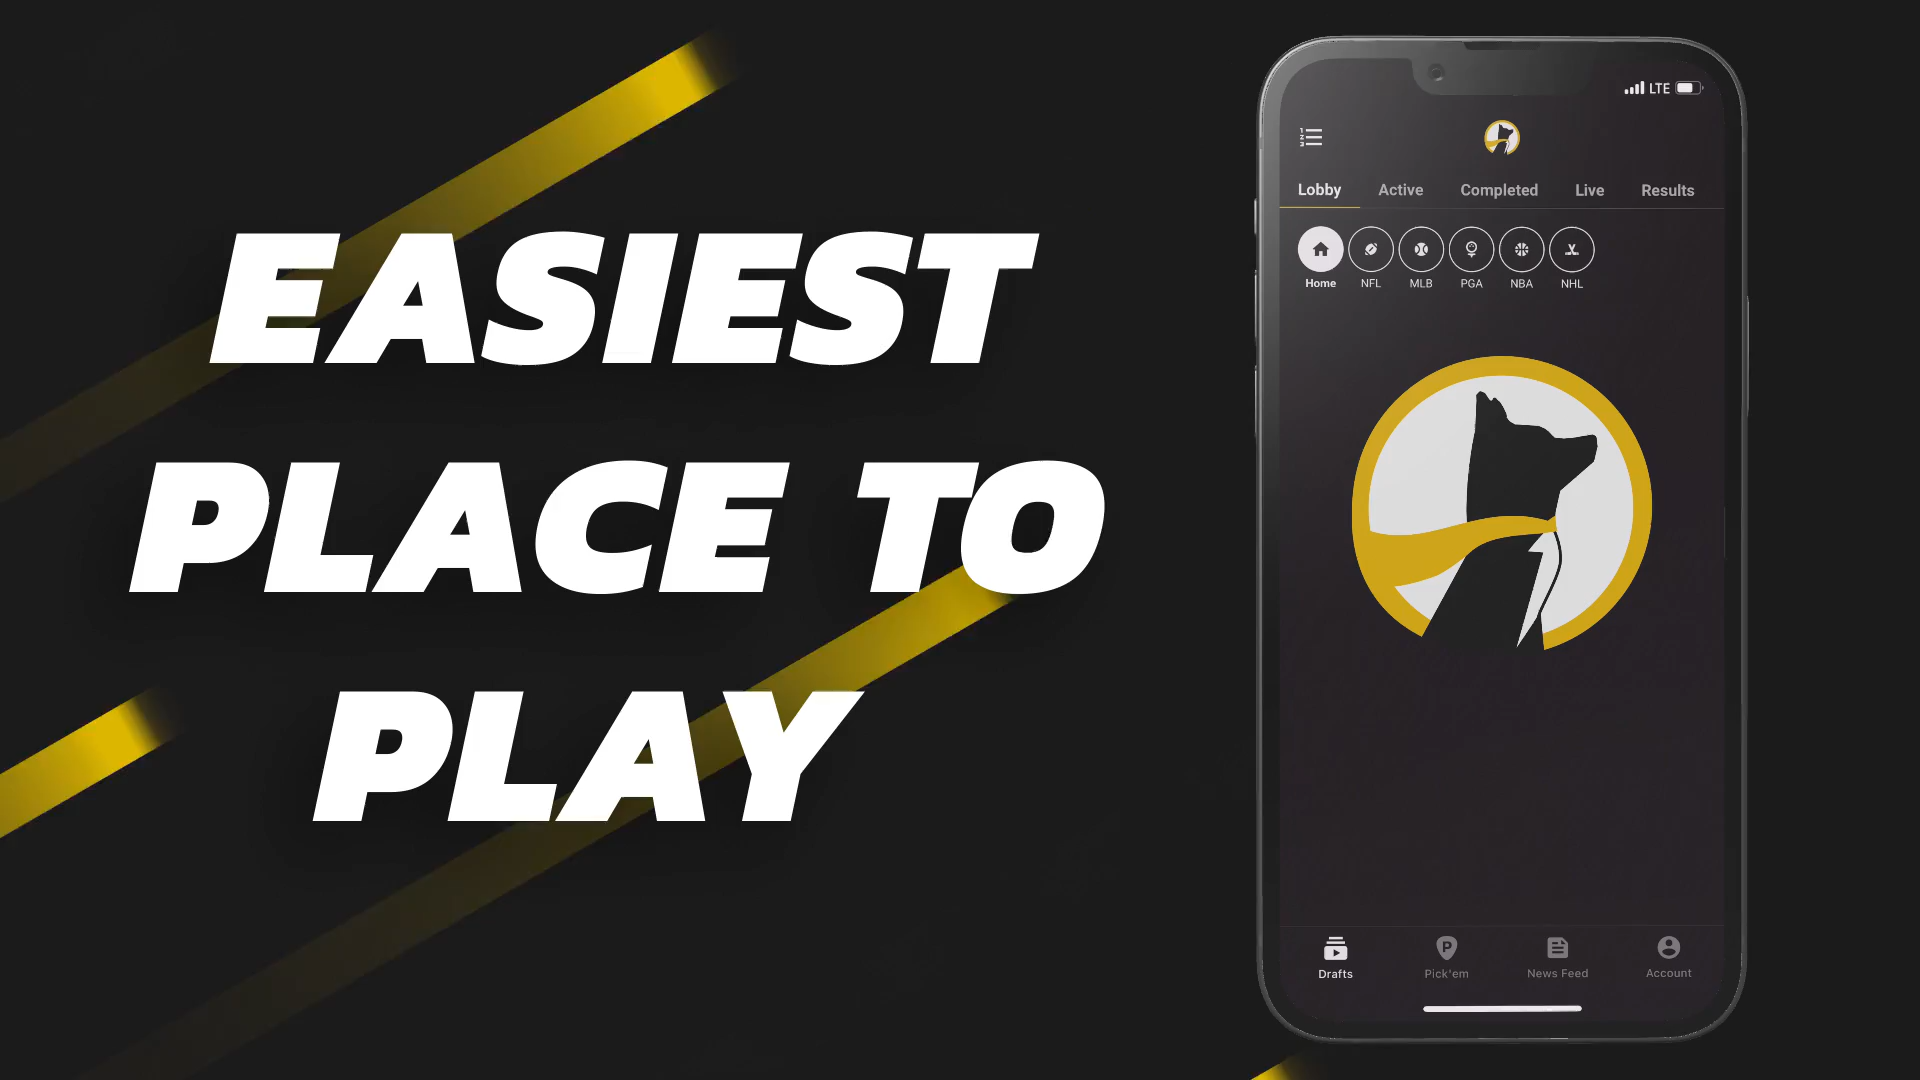 EASIEST
PLACE TO
PLAY
LTE
Lobby Active Completed Live Results
Home NFL MLB PGA NBA NHL
Drafts Pick'em News Feed Account